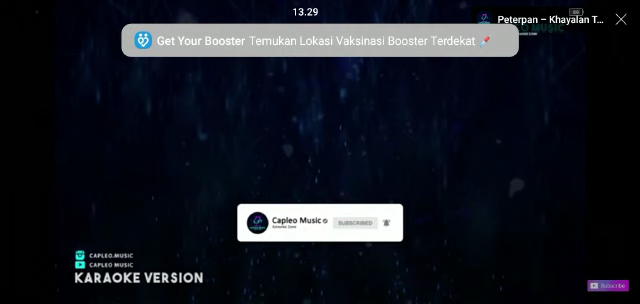 13.29
Peterpan – Khayalan T...
Get Your Booster Temukan Lokasi Vaksinasi Booster Terdekat
Capleo Music
SUBSCRIBED
CAPLEO.MUSIC
CAPLEO MUSIC
KARAOKE VERSION
Subscribe